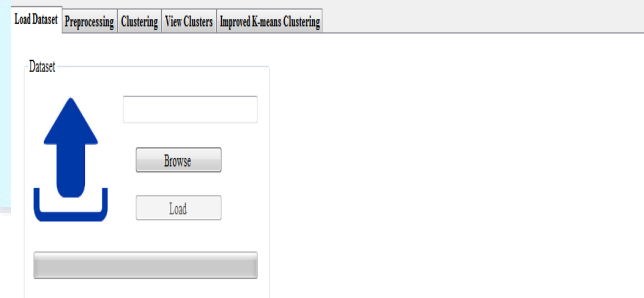 Load Dataset Preprocessing Clustering View Clusters Improved K-means Clustering
Dataset
Browse
Load